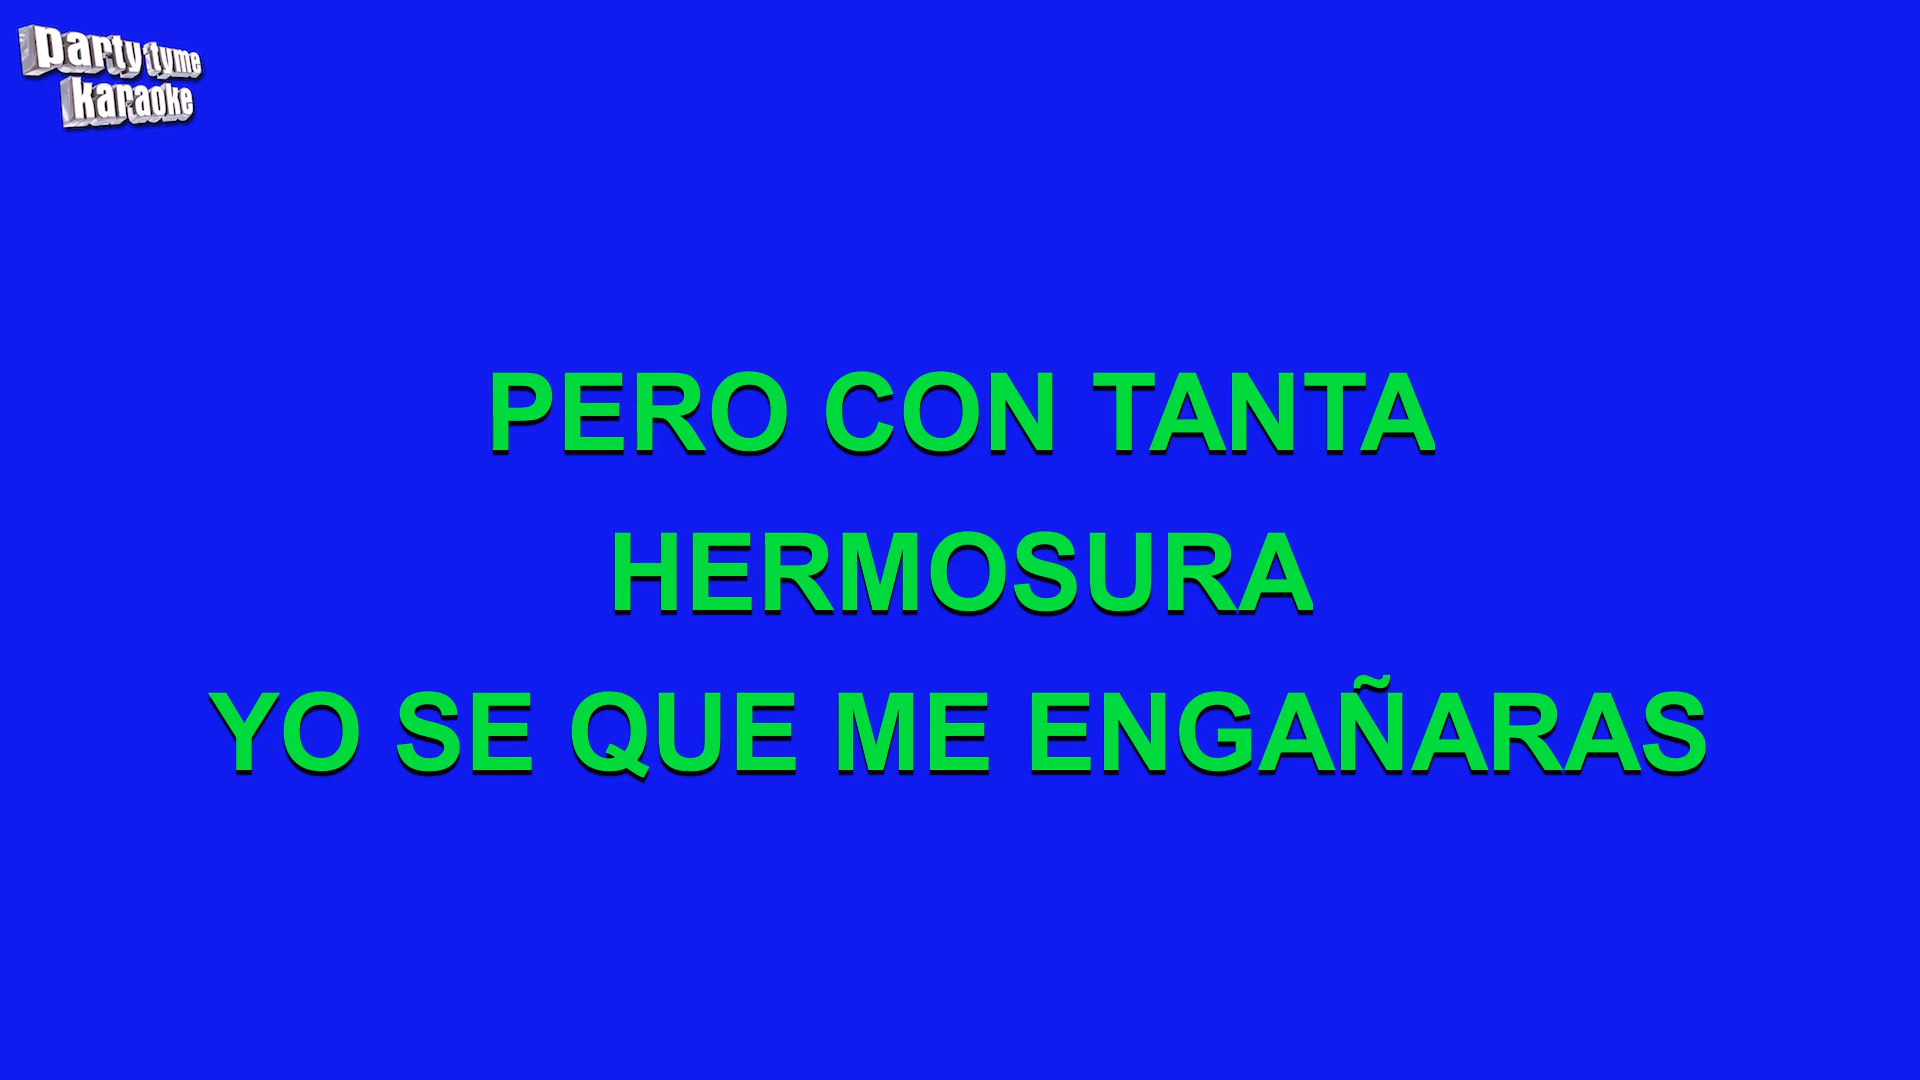 party tyme
karaoke
PERO CON TANTA
HERMOSURA
YO SE QUE ME ENGAÑARAS